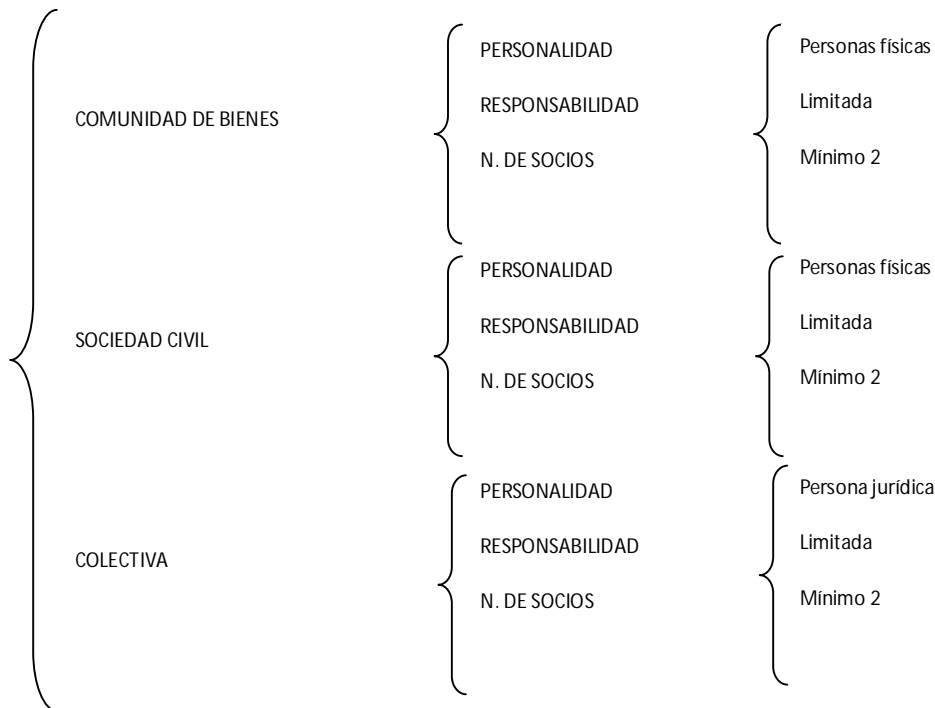 COMUNIDAD DE BIENES
PERSONALIDAD
Personas físicas
RESPONSABILIDAD
Limitada
N. DE SOCIOS
Mínimo 2
SOCIEDAD CIVIL
PERSONALIDAD
Personas físicas
RESPONSABILIDAD
Limitada
N. DE SOCIOS
Mínimo 2
COLECTIVA
PERSONALIDAD
Persona jurídica
RESPONSABILIDAD
Limitada
N. DE SOCIOS
Mínimo 2